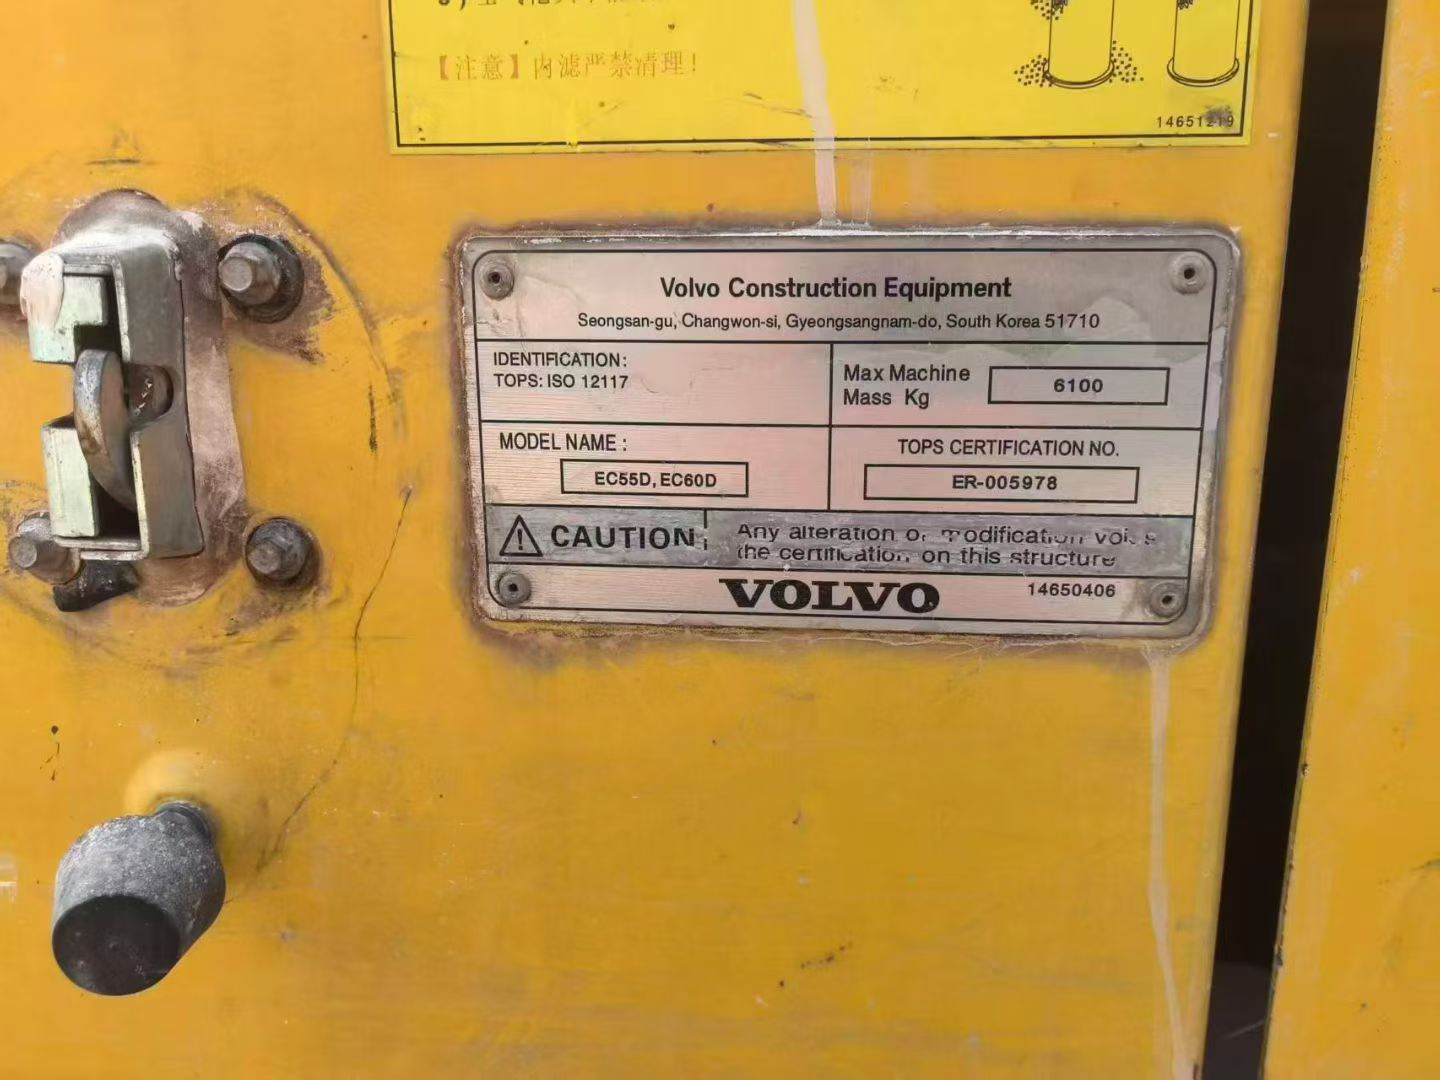 【注意】内滤严禁清理!
Volvo Construction Equipment
Seongsan-gu, Changwon-si, Gyeongsangnam-do, South Korea 51710
IDENTIFICATION:
TOPS: ISO 12117
Max Machine
Mass Kg
6100
MODEL NAME :
EC55D, EC60D
TOPS CERTIFICATION NO.
ER-005978
CAUTION
Any alteration or modification voids
the certification on this structure
VOLVO
14650406